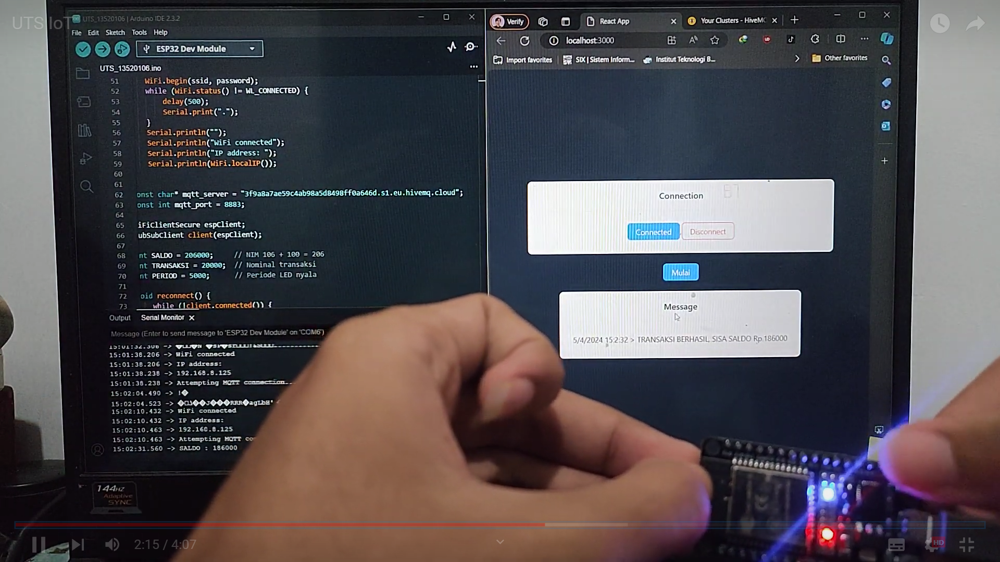 UTS IoT
UTS_13520106 | Arduino IDE 2.3.2
File Edit Sketch Tools Help
ESP32 Dev Module
UTS_13520106.ino
51 WiFi.begin(ssid, password);
52 while (WiFi.status() != WL_CONNECTED) {
53 delay(500);
54 Serial.print(".");
55 }
56 Serial.println("");
57 Serial.println("WiFi connected");
58 Serial.println("IP address: ");
59 Serial.println(WiFi.localIP());
60
61
62 onst char* mqtt_server = "3f9a8a7ae59c4ab98a5d8498ff0a646d.s1.eu.hivemq.cloud";
63 onst int mqtt_port = 8883;
64
65 iFiClientSecure espClient;
66 ubSubClient client(espClient);
67
68 nt SALDO = 206000; // NIM 106 + 100 = 206
69 nt TRANSAKSI = 20000; // Nominal transaksi
70 nt PERIOD = 5000; // Periode LED nyala
71
72 oid reconnect() {
73 while (!client.connected()) {
Output Serial Monitor
Message (Enter to send message to 'ESP32 Dev Module' on 'COM6')
15:01:32.306 ->
15:01:38.206 -> WiFi connected
15:01:38.206 -> IP address:
15:01:38.238 -> 192.168.8.125
15:01:38.238 -> Attempting MQTT connection
15:02:04.490 -> !�
15:02:04.523 ->
15:02:10.432 -> WiFi connected
15:02:10.432 -> IP address:
15:02:10.463 -> 192.168.8.125
15:02:10.463 -> Attempting MQTT co
15:02:31.560 -> SALDO : 186000
144HZ
Adaptive
SYNC
Verify
React App
Your Clusters - HiveMQ
localhost:3000
Import favorites
SIX | Sistem Inform...
Institut Teknologi B...
Other favorites
Connection
Connected
Disconnect
Mulai
Message
5/4/2024 15:2:32 > TRANSAKSI BERHASIL, SISA SALDO Rp.186000
2:15 / 4:07
HD